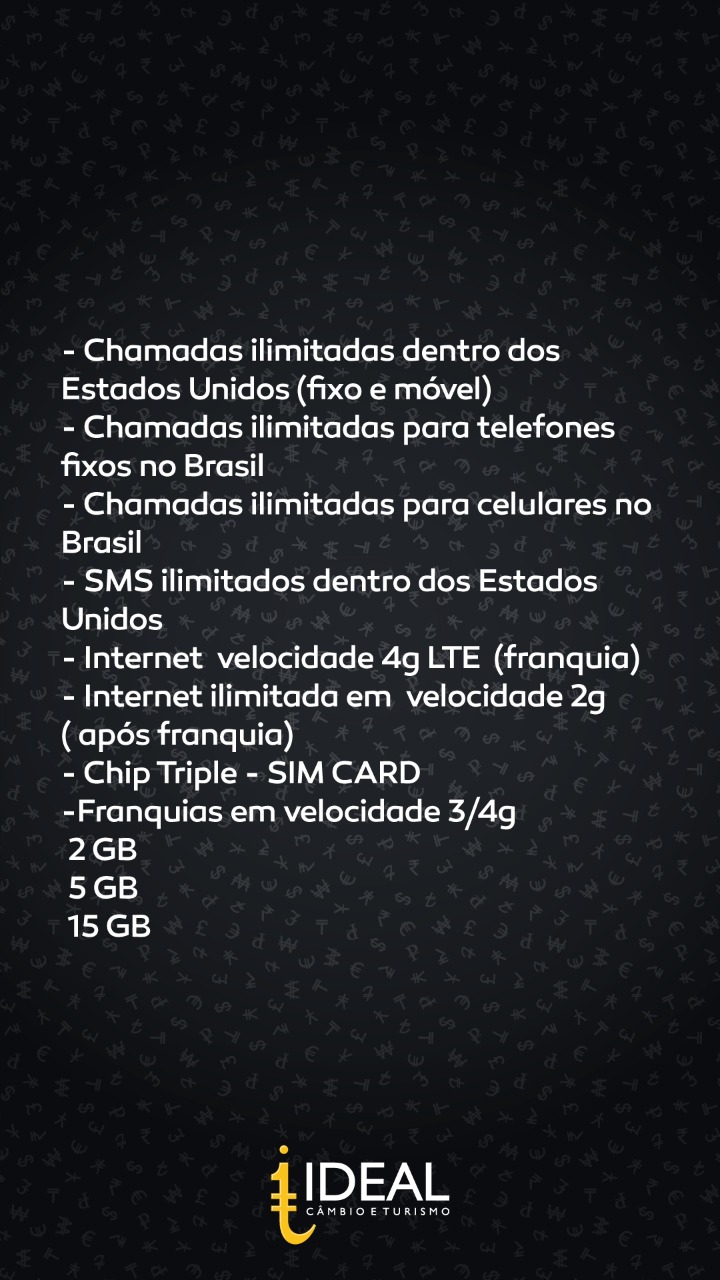 - Chamadas ilimitadas dentro dos
Estados Unidos (fixo e móvel)
- Chamadas ilimitadas para telefones
fixos no Brasil
- Chamadas ilimitadas para celulares no
Brasil
- SMS ilimitados dentro dos Estados
Unidos
- Internet  velocidade 4g LTE  (franquia)
- Internet ilimitada em  velocidade 2g
( após franquia)
- Chip Triple - SIM CARD
-Franquias em velocidade 3/4g
2 GB
5 GB
15 GB
IDEAL
CÂMBIO E TURISMO